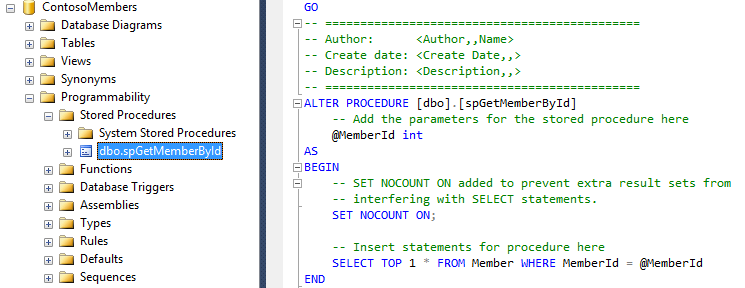 ContosoMembers
Database Diagrams
Tables
Views
Synonyms
Programmability
Stored Procedures
System Stored Procedures
dbo.spGetMemberById
Functions
Database Triggers
Assemblies
Types
Rules
Defaults
Sequences
GO
-- =============================================
-- Author:      <Author,,Name>
-- Create date: <Create Date,,>
-- Description: <Description,,>
-- =============================================
ALTER PROCEDURE [dbo].[spGetMemberById]
    -- Add the parameters for the stored procedure here
    @MemberId int
AS
BEGIN
    -- SET NOCOUNT ON added to prevent extra result sets from
    -- interfering with SELECT statements.
    SET NOCOUNT ON;
    -- Insert statements for procedure here
    SELECT TOP 1 * FROM Member WHERE MemberId = @MemberId
END